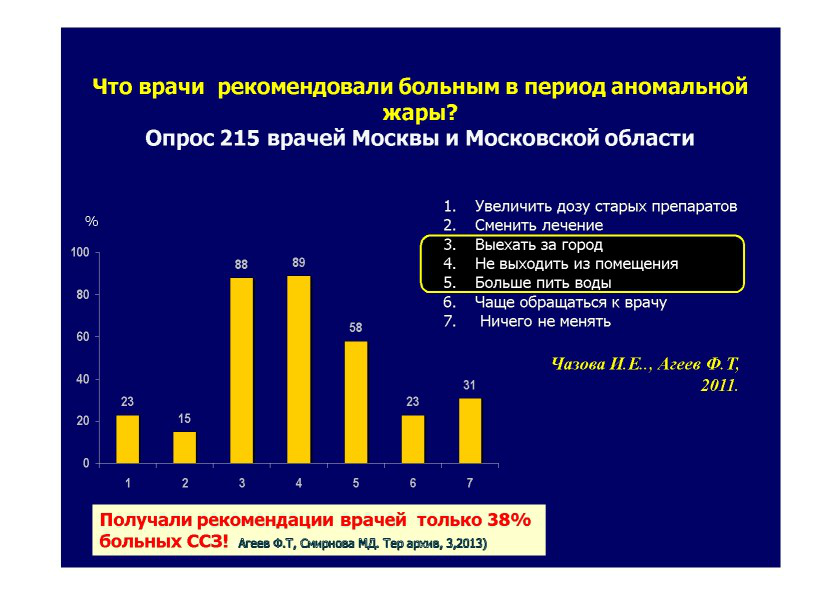 Что врачи рекомендовали больным в период аномальной
жары?
Опрос 215 врачей Москвы и Московской области
1. Увеличить дозу старых препаратов
2. Сменить лечение
3. Выехать за город
4. Не выходить из помещения
5. Больше пить воды
6. Чаще обращаться к врачу
7. Ничего не менять
Чазова И.Е.., Агеев Ф.Т,
2011.
%
100
80
60
40
20
0
23
15
88
89
58
23
31
1 2 3 4 5 6 7
Получали рекомендации врачей только 38%
больных ССЗ! Агеев Ф.Т, Смирнова МД. Тер архив, 3,2013)